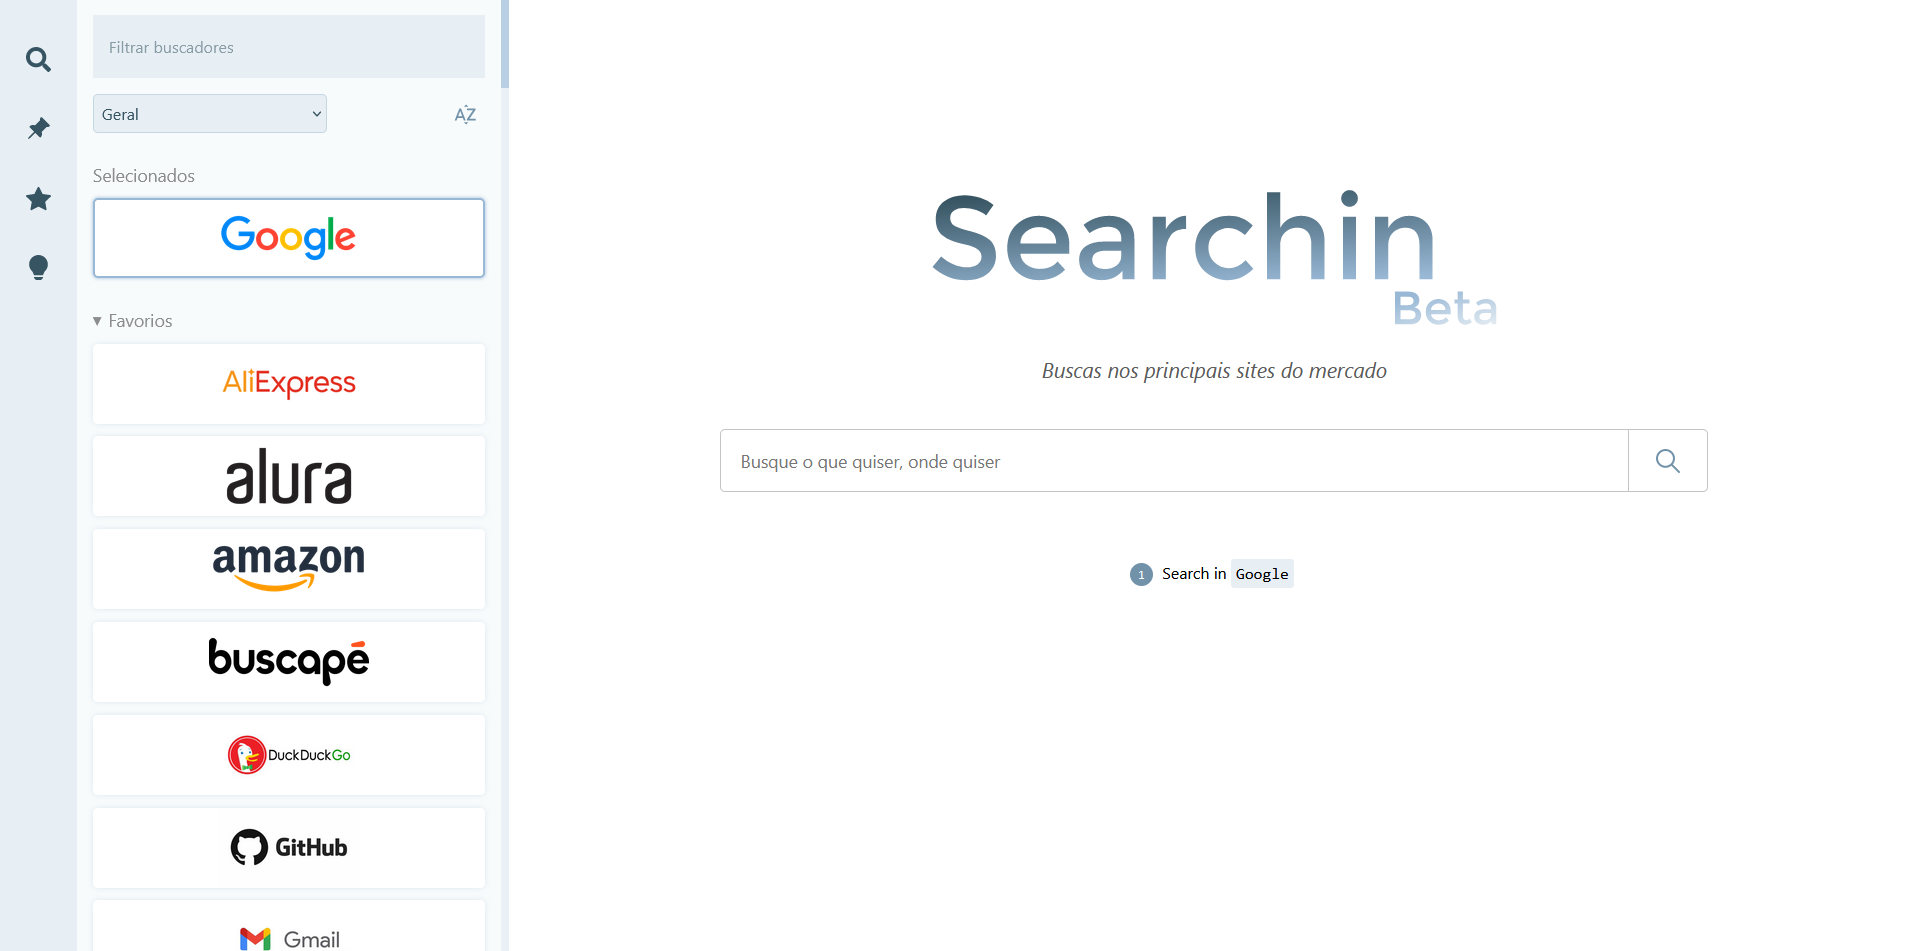 Filtrar buscadores
Geral
AZ
Selecionados
Google
▾ Favorios
AliExpress
alura
amazon
buscapé
DuckDuckGo
GitHub
Gmail
Searchin
Beta
Buscas nos principais sites do mercado
Busque o que quiser, onde quiser
1 Search in Google